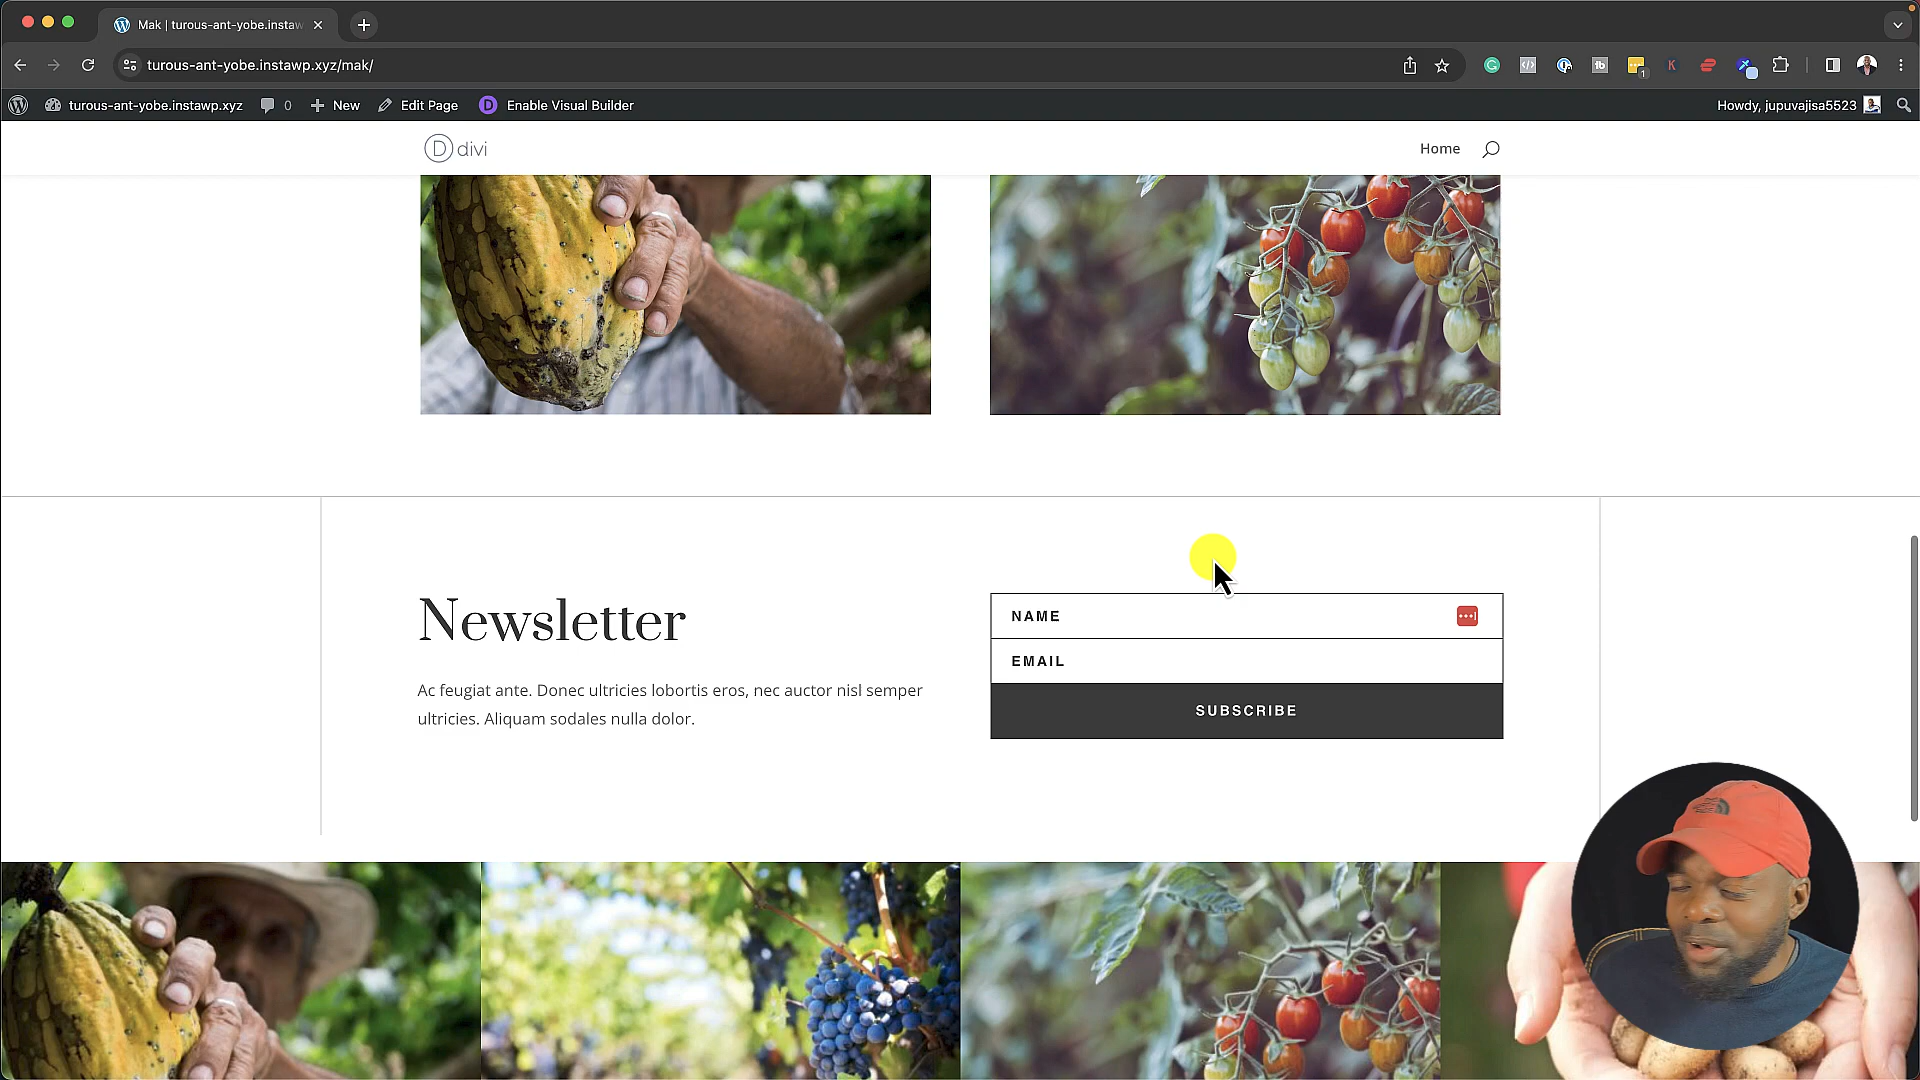 Mak | turous-ant-yobe.instaw
turous-ant-yobe.instawp.xyz/mak/
turous-ant-yobe.instawp.xyz 0 New Edit Page D Enable Visual Builder Howdy, jupuvajisa5523
D divi Home
Newsletter
Ac feugiat ante. Donec ultricies lobortis eros, nec auctor nisl semper
ultricies. Aliquam sodales nulla dolor.
NAME
EMAIL
SUBSCRIBE